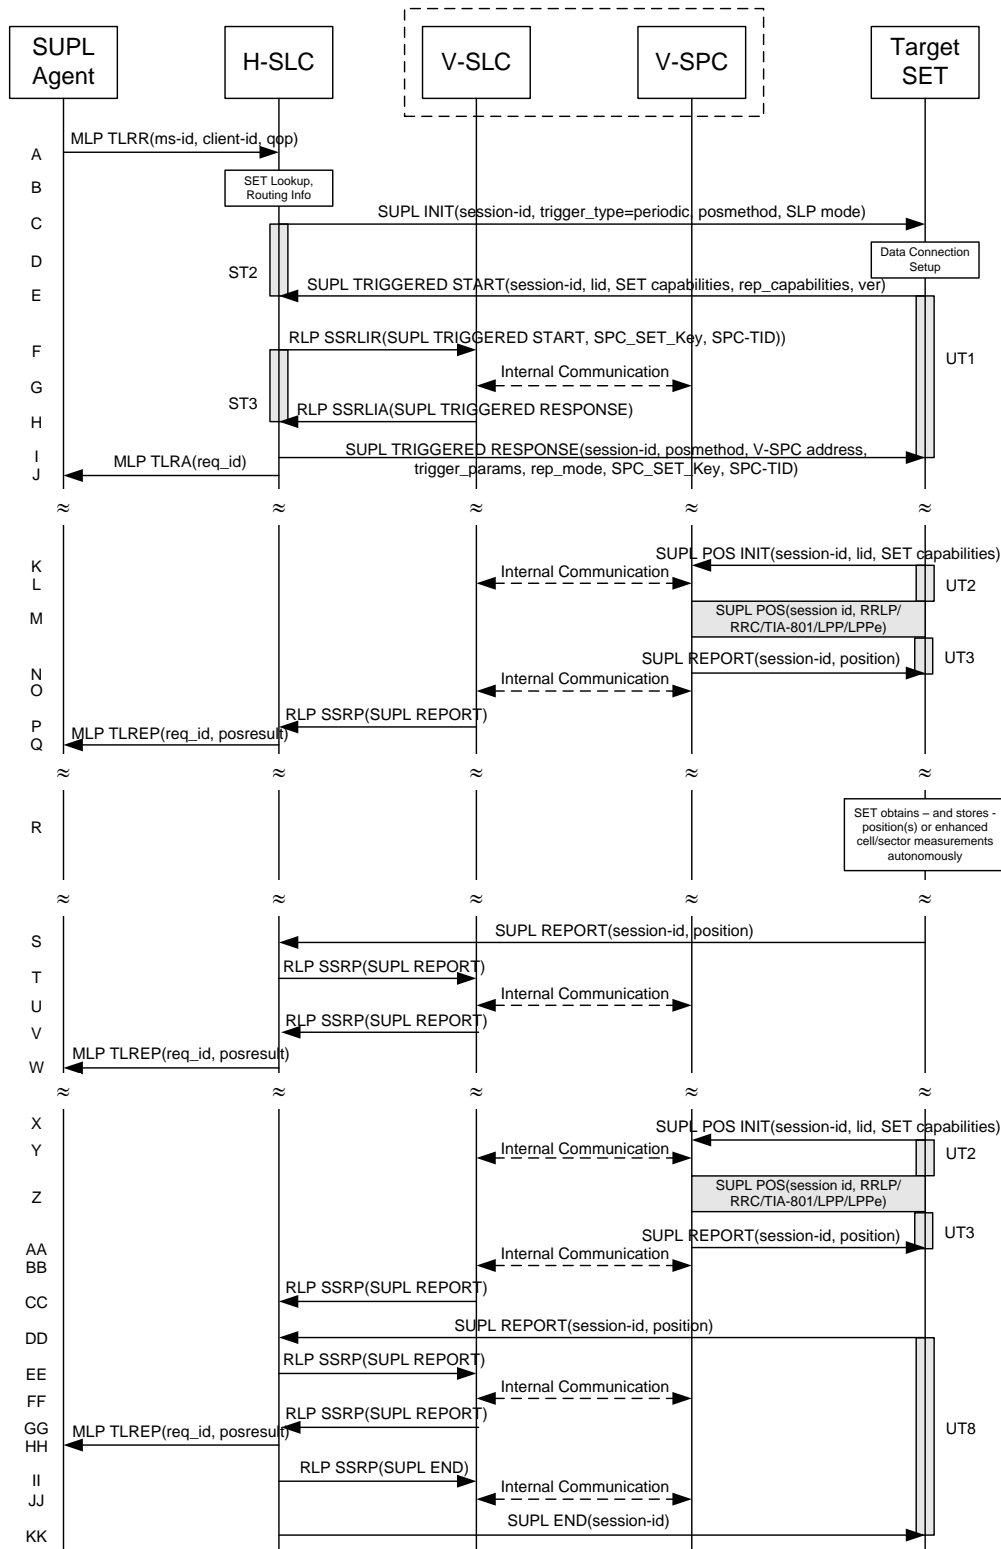 SUPL
Agent
H-SLC
V-SLC
V-SPC
Target
SET
A
MLP TLRR(ms-id, client-id, qop)
B
SET Lookup,
Routing Info
C
SUPL INIT(session-id, trigger_type=periodic, posmethod, SLP mode)
D
ST2
Data Connection
Setup
E
SUPL TRIGGERED START(session-id, lid, SET capabilities, rep_capabilities, ver)
F
RLP SSRLIR(SUPL TRIGGERED START, SPC_SET_Key, SPC-TID))
UT1
G
Internal Communication
ST3
H
RLP SSRLIA(SUPL TRIGGERED RESPONSE)
I
SUPL TRIGGERED RESPONSE(session-id, posmethod, V-SPC address,
trigger_params, rep_mode, SPC_SET_Key, SPC-TID)
J
MLP TLRA(req_id)
≈ ≈ ≈ ≈ ≈
K
SUPL POS INIT(session-id, lid, SET capabilities)
L
Internal Communication
UT2
M
SUPL POS(session id, RRLP/
RRC/TIA-801/LPP/LPPe)
UT3
N
SUPL REPORT(session-id, position)
O
Internal Communication
P
RLP SSRP(SUPL REPORT)
Q
MLP TLREP(req_id, posresult)
≈ ≈ ≈ ≈ ≈
R
SET obtains – and stores -
position(s) or enhanced
cell/sector measurements
autonomously
≈ ≈ ≈ ≈ ≈
S
SUPL REPORT(session-id, position)
T
RLP SSRP(SUPL REPORT)
U
Internal Communication
V
RLP SSRP(SUPL REPORT)
W
MLP TLREP(req_id, posresult)
≈ ≈ ≈ ≈ ≈
X
SUPL POS INIT(session-id, lid, SET capabilities)
Y
Internal Communication
UT2
Z
SUPL POS(session id, RRLP/
RRC/TIA-801/LPP/LPPe)
UT3
AA
SUPL REPORT(session-id, position)
BB
Internal Communication
CC
RLP SSRP(SUPL REPORT)
DD
SUPL REPORT(session-id, position)
EE
RLP SSRP(SUPL REPORT)
FF
Internal Communication
GG
RLP SSRP(SUPL REPORT)
UT8
HH
MLP TLREP(req_id, posresult)
II
RLP SSRP(SUPL END)
JJ
Internal Communication
KK
SUPL END(session-id)